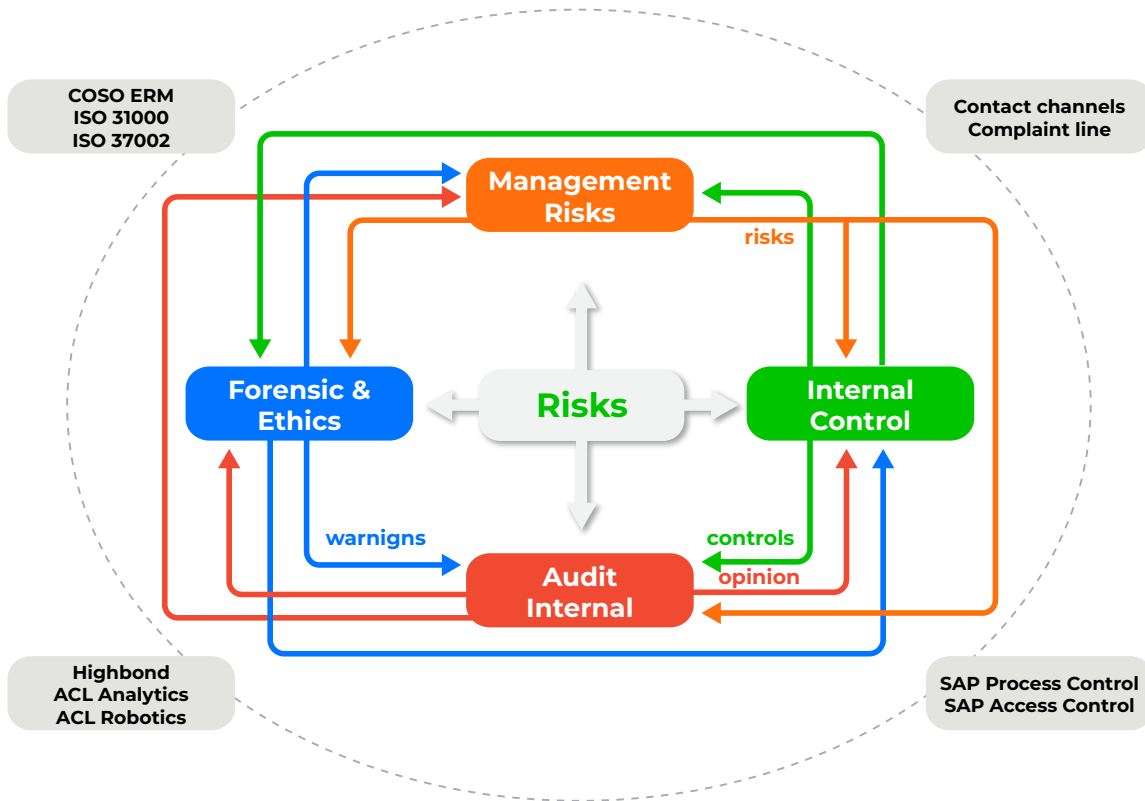 COSO ERM
ISO 31000
ISO 37002
Contact channels
Complaint line
Management
Risks
risks
Forensic &
Ethics
Risks
Internal
Control
warnigns
controls
opinion
Audit
Internal
Highbond
ACL Analytics
ACL Robotics
SAP Process Control
SAP Access Control